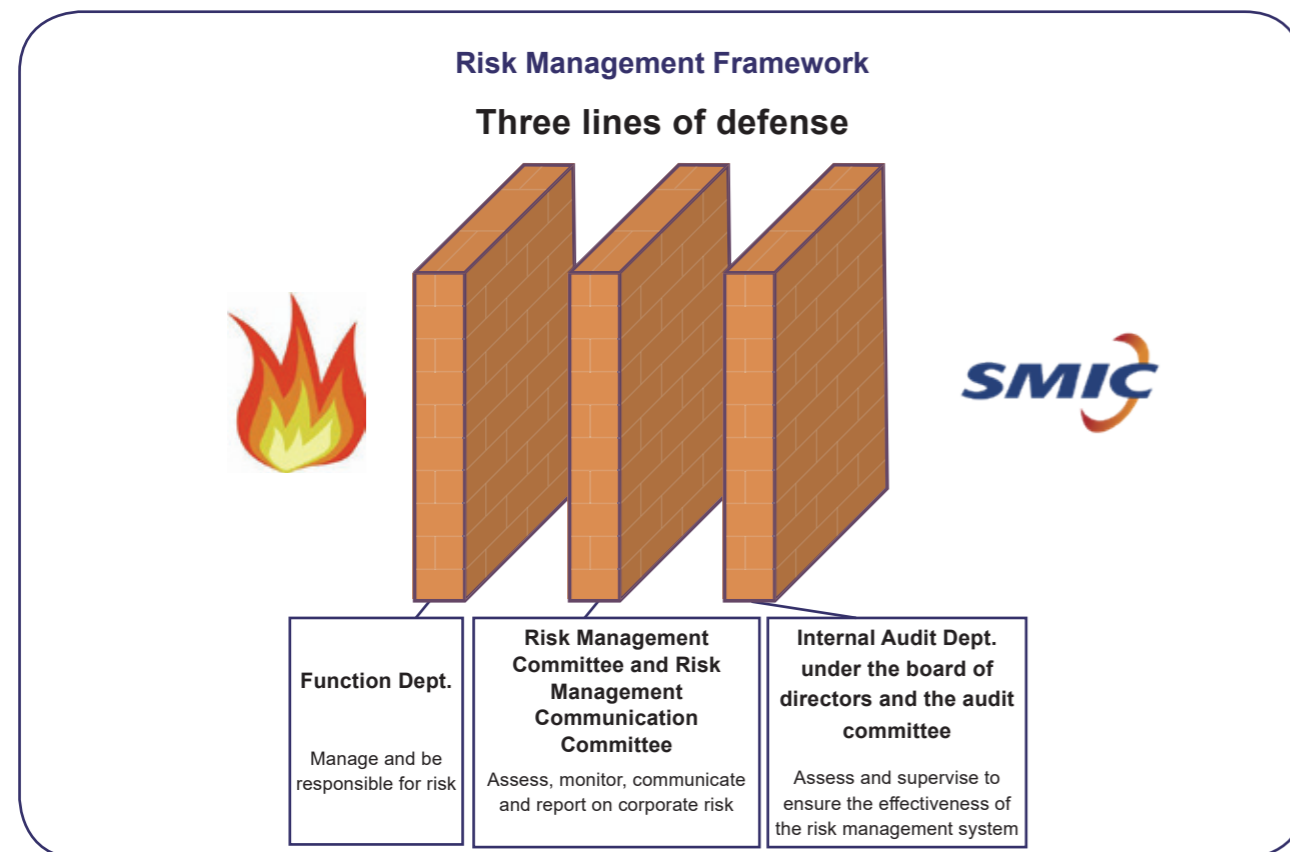 Risk Management Framework
Three lines of defense
SMIC
Function Dept.
Manage and be
responsible for risk
Risk Management
Committee and Risk
Management
Communication
Committee
Assess, monitor, communicate
and report on corporate risk
Internal Audit Dept.
under the board of
directors and the audit
committee
Assess and supervise to
ensure the effectiveness of
the risk management system